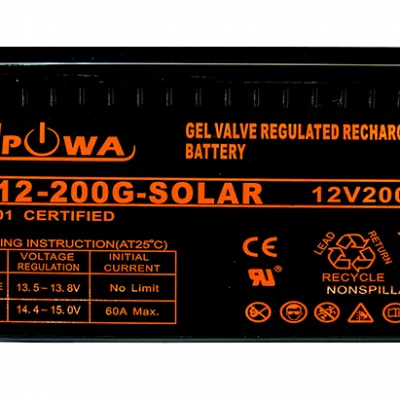 POWA
GEL VALVE REGULATED RECHARG
BATTERY
12-200G-SOLAR
12V200
01 CERTIFIED
ING INSTRUCTION(AT25°C)
VOLTAGE REGULATION
INITIAL CURRENT
E 13.5~13.8V No Limit
14.4~15.0V 60A Max.
CE
LEAD
RETURN
RECYCLE
NONSPILLA
Pb